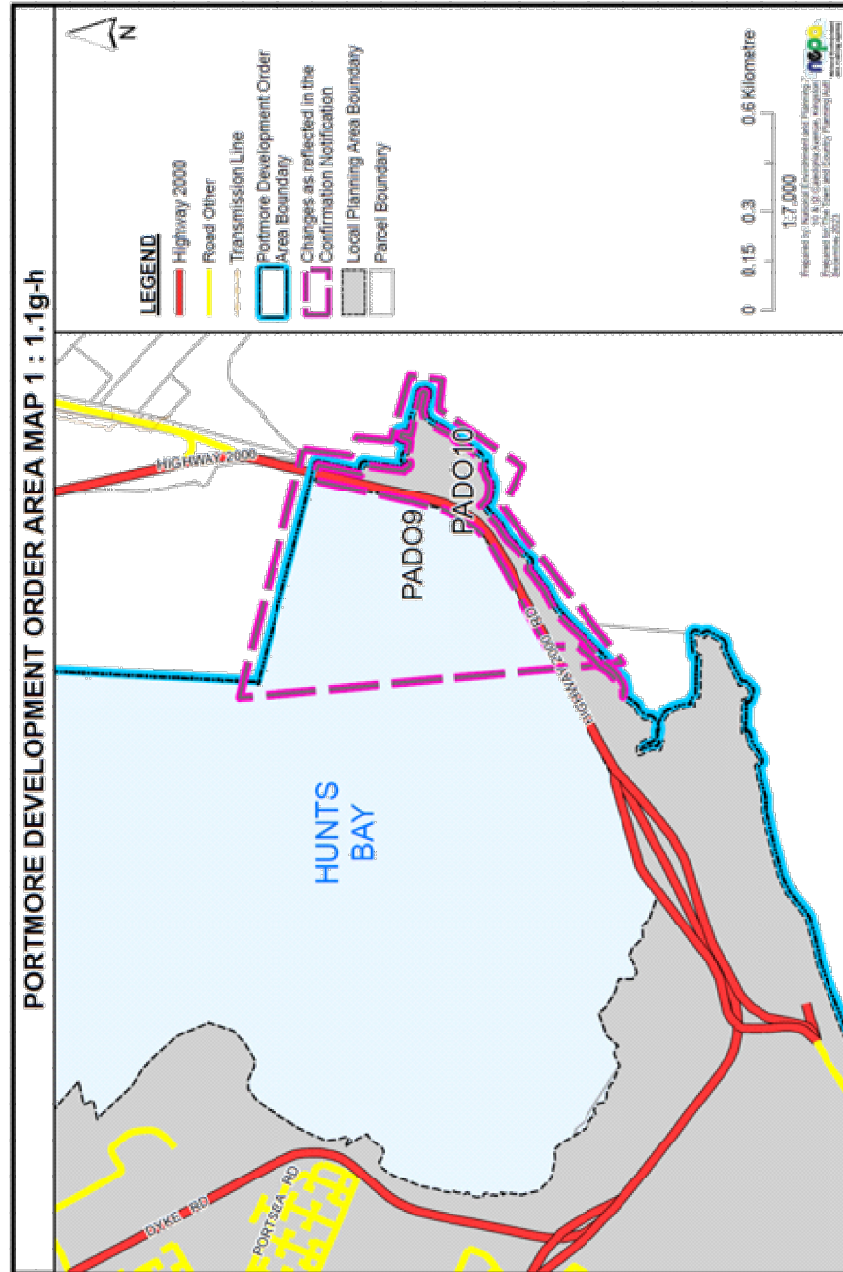 PORTMORE DEVELOPMENT ORDER AREA MAP 1 : 1.1g-h
HIGHWAY 2000
PADO9
PADO10
HIGHWAY 2000 RD
HUNTS
BAY
DYKE RD
PORTSEA RD
N
LEGEND
Highway 2000
Road Other
Transmission Line
Portmore Development Order
Area Boundary
Changes as reflected in the
Confirmation Notification
Local Planning Area Boundary
Parcel Boundary
0 0.15 0.3 0.6 Kilometre
1:7,000
nepa